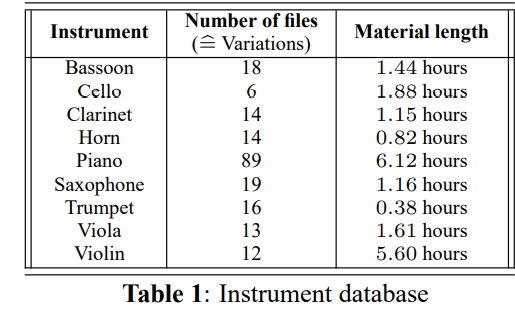 Instrument Number of files (≙ Variations) Material length
Bassoon 18 1.44 hours
Cello 6 1.88 hours
Clarinet 14 1.15 hours
Horn 14 0.82 hours
Piano 89 6.12 hours
Saxophone 19 1.16 hours
Trumpet 16 0.38 hours
Viola 13 1.61 hours
Violin 12 5.60 hours
Table 1: Instrument database